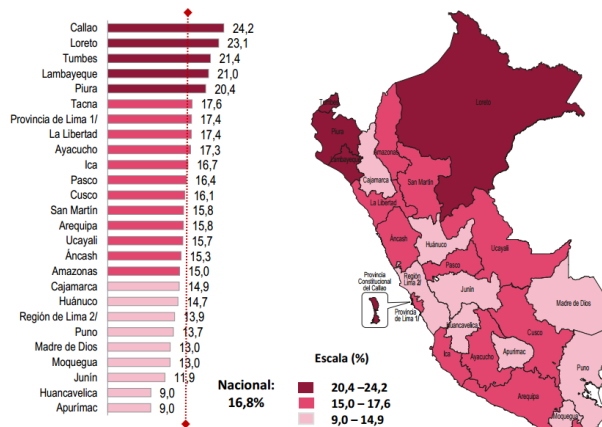 Callao 24,2
Loreto 23,1
Tumbes 21,4
Lambayeque 21,0
Piura 20,4
Tacna 17,6
Provincia de Lima 1/ 17,4
La Libertad 17,4
Ayacucho 17,3
Ica 16,7
Pasco 16,4
Cusco 16,1
San Martín 15,8
Arequipa 15,8
Ucayali 15,7
Áncash 15,3
Amazonas 15,0
Cajamarca 14,9
Huánuco 14,7
Región de Lima 2/ 13,9
Puno 13,7
Madre de Dios 13,0
Moquegua 13,0
Junín 11,9
Huancavelica 9,0
Apurimac 9,0
Nacional:
16,8%
Tumbes
Loreto
Piura
Lambayeque
Amazonas
Cajamarca
San Martín
La Libertad
Áncash
Huánuco
Ucayali
Pasco
Región
Lima 2/
Junín
Provincia
Constitucional
del Callao
Provincia
de Lima 1/
Madre de Dios
Huancavelica
Cusco
Ica
Ayacucho
Apurímac
Puno
Arequipa
Moquegua
Escala (%)
20,4 –24,2
15,0 – 17,6
9,0 – 14,9